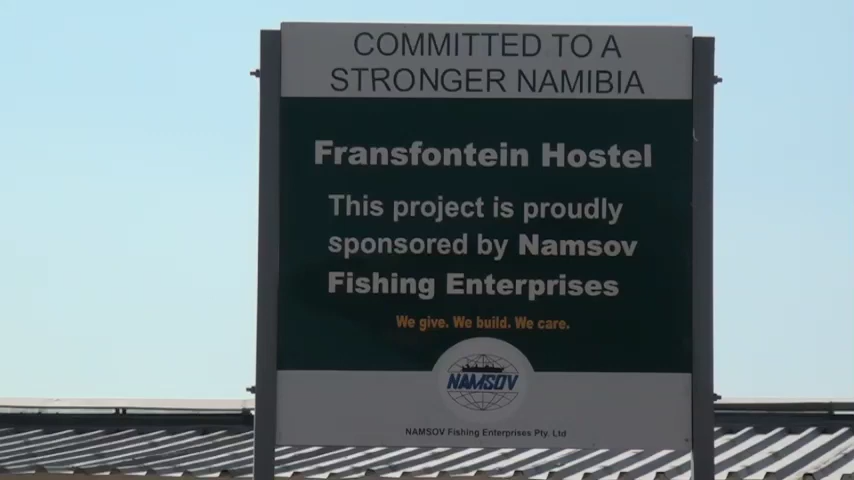 COMMITTED TO A
STRONGER NAMIBIA
Fransfontein Hostel
This project is proudly
sponsored by Namsov
Fishing Enterprises
We give. We build. We care.
NAMSOV
NAMSOV Fishing Enterprises Pty. Ltd